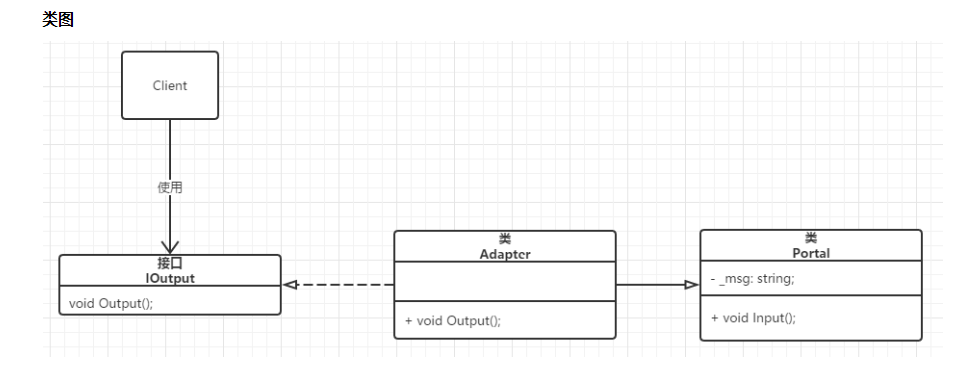 类图
Client
使用
接口
IOutput
void Output();
类
Adapter
+ void Output();
类
Portal
- _msg: string;
+ void Input();